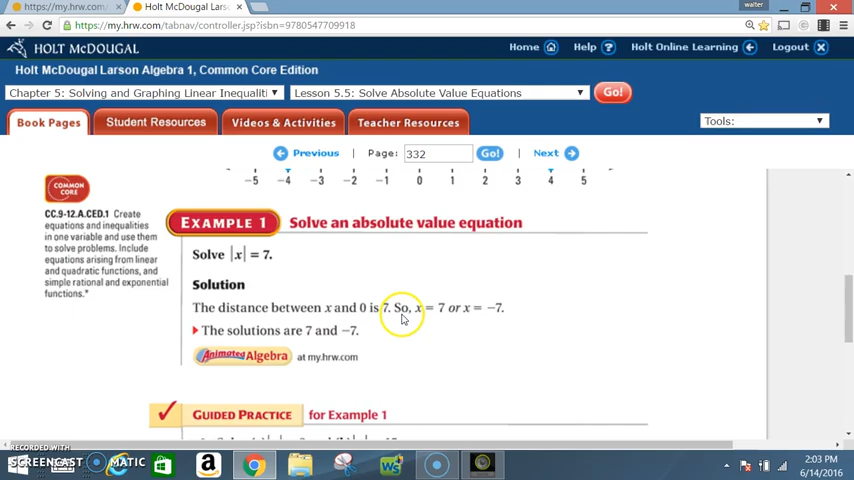 https://my.hrw.com/tabnav/
Holt McDougal Larsc
walter
https://my.hrw.com/tabnav/controller.jsp?isbn=9780547709918
HOLT MCDOUGAL
Home
Help ?
Holt Online Learning
Logout X
Holt McDougal Larson Algebra 1, Common Core Edition
Chapter 5: Solving and Graphing Linear Inequaliti
Lesson 5.5: Solve Absolute Value Equations
Go!
Book Pages
Student Resources
Videos & Activities
Teacher Resources
Tools:
Previous | Page: 332 Go! | Next
−5 −4 −3 −2 −1 0 1 2 3 4 5
COMMON
CORE
CC.9-12.A.CED.1 Create
equations and inequalities
in one variable and use them
to solve problems. Include
equations arising from linear
and quadratic functions, and
simple rational and exponential
functions.*
EXAMPLE 1 Solve an absolute value equation
Solve |x| = 7.
Solution
The distance between x and 0 is 7. So, x = 7 or x = −7.
The solutions are 7 and −7.
Animated Algebra at my.hrw.com
GUIDED PRACTICE for Example 1
RECORDED WITH
SCREENCAST MATIC
2:03 PM
6/14/2016